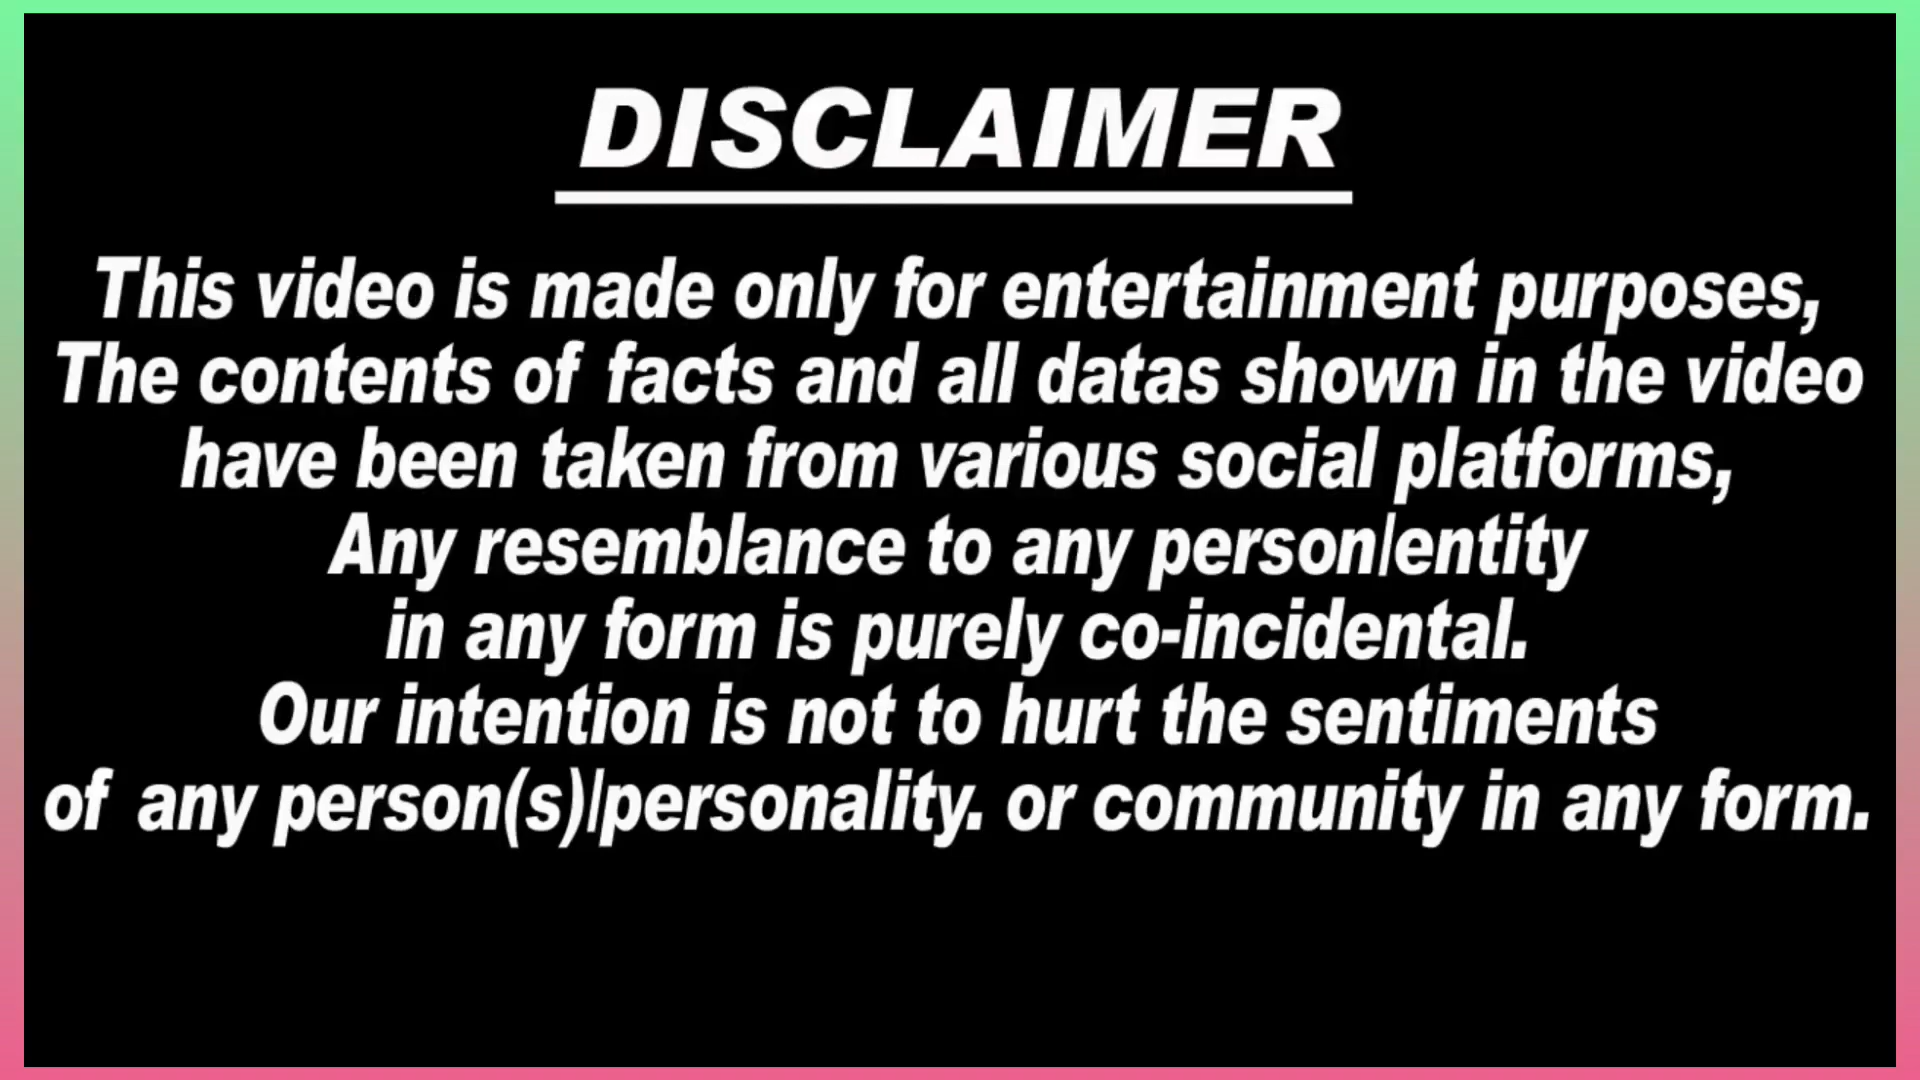 DISCLAIMER
This video is made only for entertainment purposes,
The contents of facts and all datas shown in the video
have been taken from various social platforms,
Any resemblance to any person/entity
in any form is purely co-incidental.
Our intention is not to hurt the sentiments
of any person(s)/personality. or community in any form.